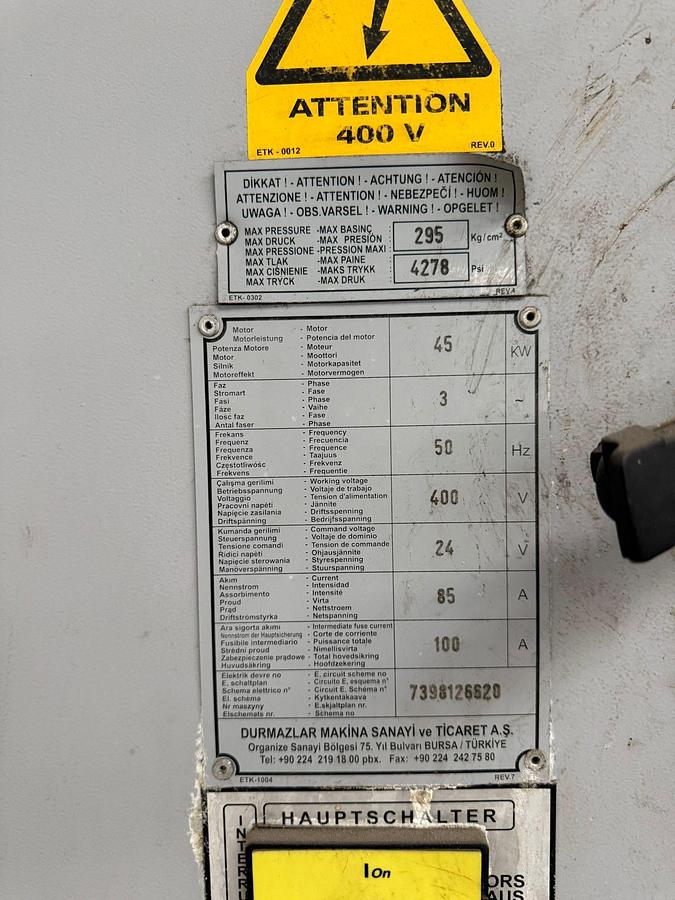 ATTENTION
400 V
ETK - 0012 REV.0
DİKKAT ! - ATTENTION ! - ACHTUNG ! - ATENCIÓN !
ATTENZIONE ! - ATTENTION ! - NEBEZPEČÍ ! - HUOM !
UWAGA ! - OBS.VARSEL ! - WARNING ! - OPGELET !
MAX PRESSURE -MAX BASINÇ
MAX DRUCK -MAX PRESIÓN
MAX PRESSIONE -PRESSION MAXI
MAX TLAK -MAX PAINE
MAX CIŚNIENIE -MAKS TRYKK
MAX TRYCK -MAX DRUK
: 295 Kg/cm²
: 4278 Psi
ETK- 0302 REV.4
Motor - Motor
Motorleistung - Potencia del motor
Potenza Motore - Moteur
Motor - Moottori
Silnik - Motorkapasitet
Motoreffekt - Motorvermogen
45 KW
Faz - Phase
Stromart - Fase
Fasi - Phase
Fáze - Vaihe
Ilość faz - Fase
Antal faser - Phase
3 ~
Frekans - Frequency
Frequenz - Frecuencia
Frequenza - Frequence
Frekvence - Taajuus
Częstotliwośc - Frekvenz
Frekvens - Frequentie
50 Hz
Çalışma gerilimi - Working voltage
Betriebsspannung - Voltaje de trabajo
Voltaggio - Tension d'alimentation
Pracovni napěti - Jännite
Napięcie zasilania - Driftsspenning
Driftspänning - Bedrijfsspanning
400 V
Kumanda gerilimi - Command voltage
Steuerspannung - Voltaje de dominio
Tensione comandi - Tension de commande
Řidici napěti - Ohjausjännite
Napięcie sterowania - Styrespenning
Manöverspänning - Stuurspanning
24 V
Akım - Current
Nennstrom - Intensidad
Assorbimento - Intensité
Proud - Virta
Prąd - Nettstroem
Driftströmstyrka - Netspanning
85 A
Ara sigorta akımı - Intermediate fuse current
Nennstrom der Hauptsicherung - Corte de corriente
Fusibile intermediario - Puissance totale
Strědni proud - Nimellisvirta
Zabezpieczenie prądowe - Total hovedsikring
Huvudsäkring - Hoofdzekering
100 A
Elektrik devre no - E. circuit scheme no
E. schaltplan - Circuito E, esquema n°
Schema elettrico n° - Circuit E, Schéma n°
El. schéma - Kytkentäkaava
Nr maszyny - E.skjaltplan nr.
Elschemats nr. - Schema no
7398126620
DURMAZLAR MAKİNA SANAYİ ve TİCARET A.Ş.
Organize Sanayi Bölgesi 75. Yıl Bulvarı BURSA / TÜRKİYE
Tel: +90 224 219 18 00 pbx. Fax: +90 224 242 75 80
ETK-1004 REV.7
HAUPTSCHALTER
I On